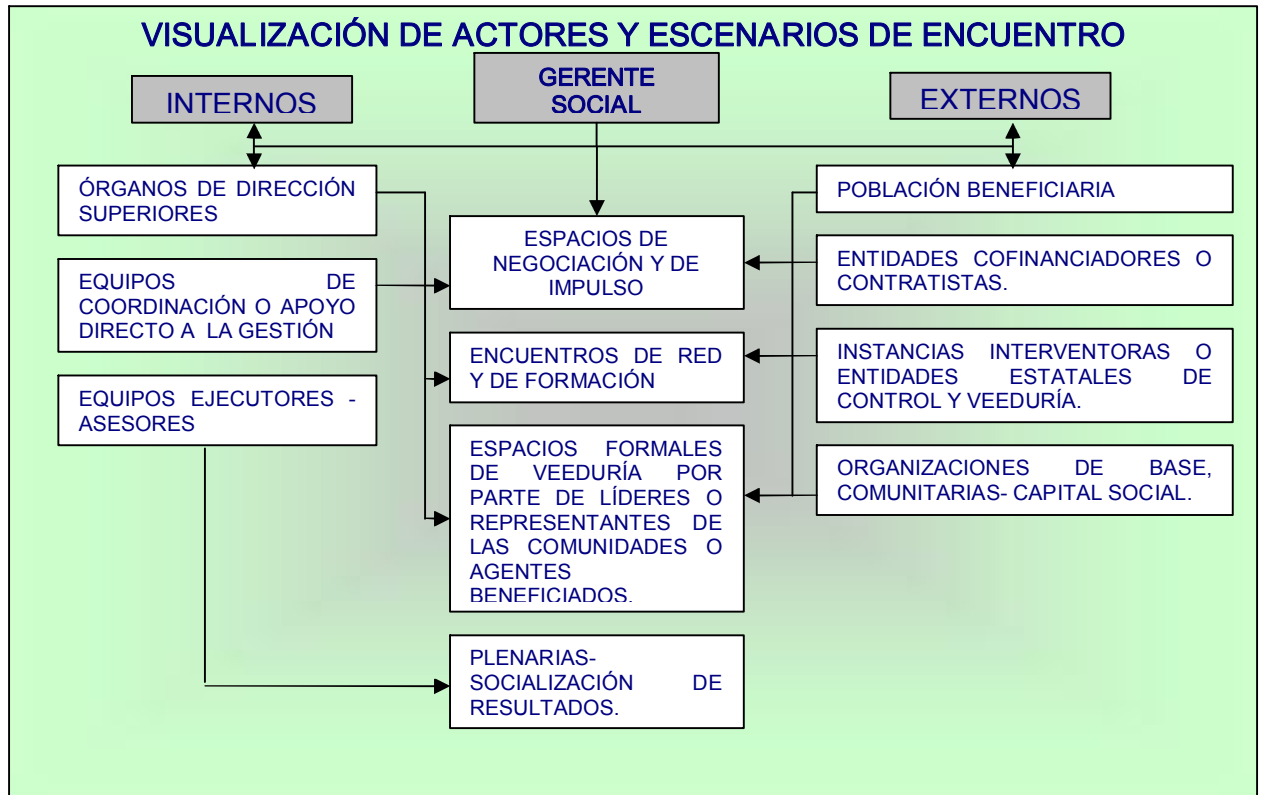 VISUALIZACIÓN DE ACTORES Y ESCENARIOS DE ENCUENTRO
INTERNOS
GERENTE
SOCIAL
EXTERNOS
ÓRGANOS DE DIRECCIÓN
SUPERIORES
EQUIPOS DE
COORDINACIÓN O APOYO
DIRECTO A LA GESTIÓN
EQUIPOS EJECUTORES -
ASESORES
ESPACIOS DE
NEGOCIACIÓN Y DE
IMPULSO
ENCUENTROS DE RED
Y DE FORMACIÓN
ESPACIOS FORMALES
DE VEEDURÍA POR
PARTE DE LÍDERES O
REPRESENTANTES DE
LAS COMUNIDADES O
AGENTES
BENEFICIADOS.
PLENARIAS-
SOCIALIZACIÓN DE
RESULTADOS.
POBLACIÓN BENEFICIARIA
ENTIDADES COFINANCIADORES O
CONTRATISTAS.
INSTANCIAS INTERVENTORAS O
ENTIDADES ESTATALES DE
CONTROL Y VEEDURÍA.
ORGANIZACIONES DE BASE,
COMUNITARIAS- CAPITAL SOCIAL.